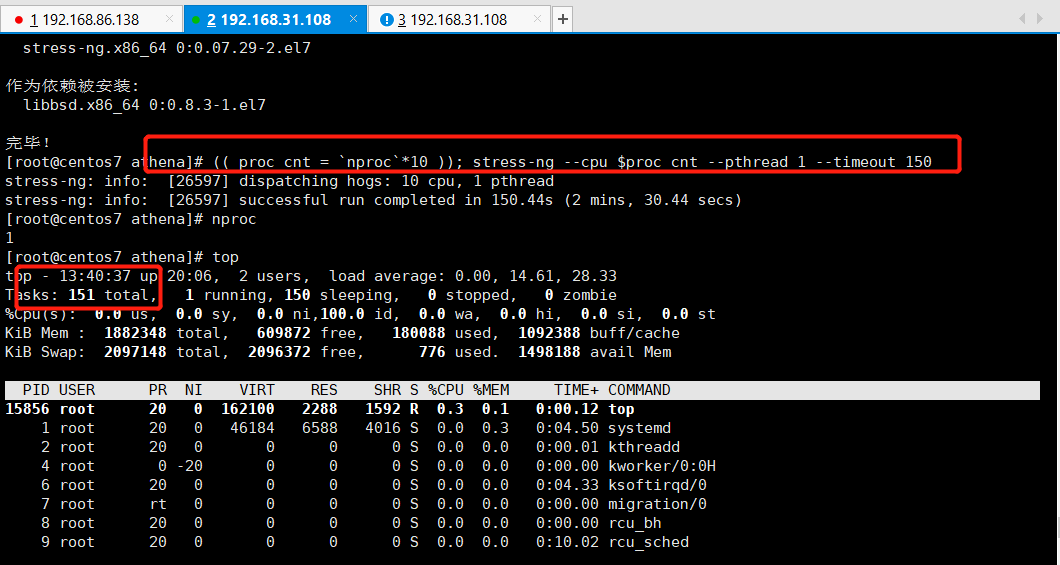 1 192.168.86.138 × 2 192.168.31.108 × 3 192.168.31.108 × +
stress-ng.x86_64 0:0.07.29-2.el7
作为依赖被安装:
libbsd.x86_64 0:0.8.3-1.el7
完毕!
[root@centos7 athena]# (( proc_cnt = `nproc`*10 )); stress-ng --cpu $proc_cnt --pthread 1 --timeout 150
stress-ng: info:  [26597] dispatching hogs: 10 cpu, 1 pthread
stress-ng: info:  [26597] successful run completed in 150.44s (2 mins, 30.44 secs)
[root@centos7 athena]# nproc
1
[root@centos7 athena]# top
top - 13:40:37 up 20:06,  2 users,  load average: 0.00, 14.61, 28.33
Tasks: 151 total,   1 running, 150 sleeping,   0 stopped,   0 zombie
%Cpu(s):  0.0 us,  0.0 sy,  0.0 ni,100.0 id,  0.0 wa,  0.0 hi,  0.0 si,  0.0 st
KiB Mem :  1882348 total,   609872 free,   180088 used,  1092388 buff/cache
KiB Swap:  2097148 total,  2096372 free,      776 used.  1498188 avail Mem
PID USER      PR  NI    VIRT    RES    SHR S %CPU %MEM     TIME+ COMMAND
15856 root      20   0  162100   2288   1592 R  0.3  0.1   0:00.12 top
1 root      20   0   46184   6588   4016 S  0.0  0.3   0:04.50 systemd
2 root      20   0       0      0      0 S  0.0  0.0   0:00.01 kthreadd
4 root       0 -20       0      0      0 S  0.0  0.0   0:00.00 kworker/0:0H
6 root      20   0       0      0      0 S  0.0  0.0   0:04.33 ksoftirqd/0
7 root      rt   0       0      0      0 S  0.0  0.0   0:00.00 migration/0
8 root      20   0       0      0      0 S  0.0  0.0   0:00.00 rcu_bh
9 root      20   0       0      0      0 S  0.0  0.0   0:10.02 rcu_sched